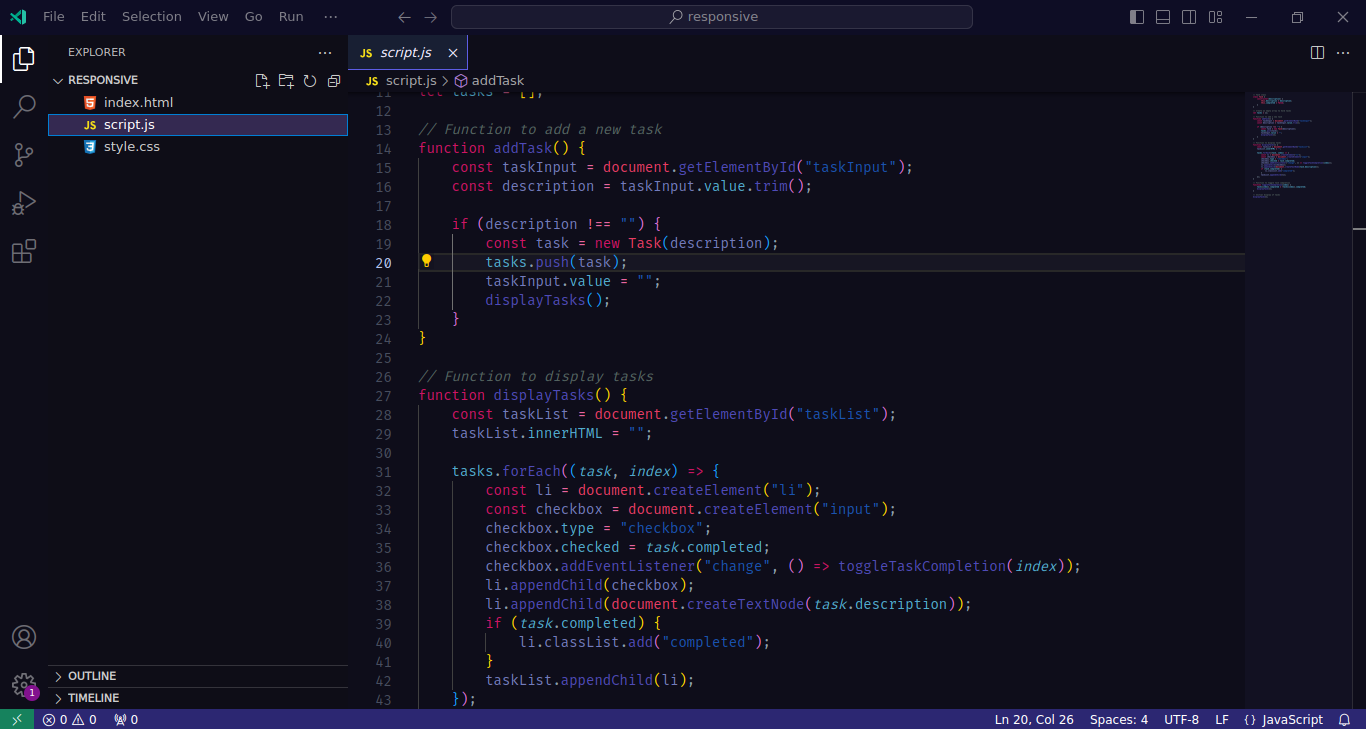 File Edit Selection View Go Run ···
responsive
EXPLORER
RESPONSIVE
index.html
JS script.js
style.css
OUTLINE
TIMELINE
JS script.js
JS script.js > addTask
11 let tasks = [];
12
13 // Function to add a new task
14 function addTask() {
15     const taskInput = document.getElementById("taskInput");
16     const description = taskInput.value.trim();
17
18     if (description !== "") {
19         const task = new Task(description);
20         tasks.push(task);
21         taskInput.value = "";
22         displayTasks();
23     }
24 }
25
26 // Function to display tasks
27 function displayTasks() {
28     const taskList = document.getElementById("taskList");
29     taskList.innerHTML = "";
30
31     tasks.forEach((task, index) => {
32         const li = document.createElement("li");
33         const checkbox = document.createElement("input");
34         checkbox.type = "checkbox";
35         checkbox.checked = task.completed;
36         checkbox.addEventListener("change", () => toggleTaskCompletion(index));
37         li.appendChild(checkbox);
38         li.appendChild(document.createTextNode(task.description));
39         if (task.completed) {
40             li.classList.add("completed");
41         }
42         taskList.appendChild(li);
43     });
1
0 0 0
Ln 20, Col 26 Spaces: 4 UTF-8 LF {} JavaScript